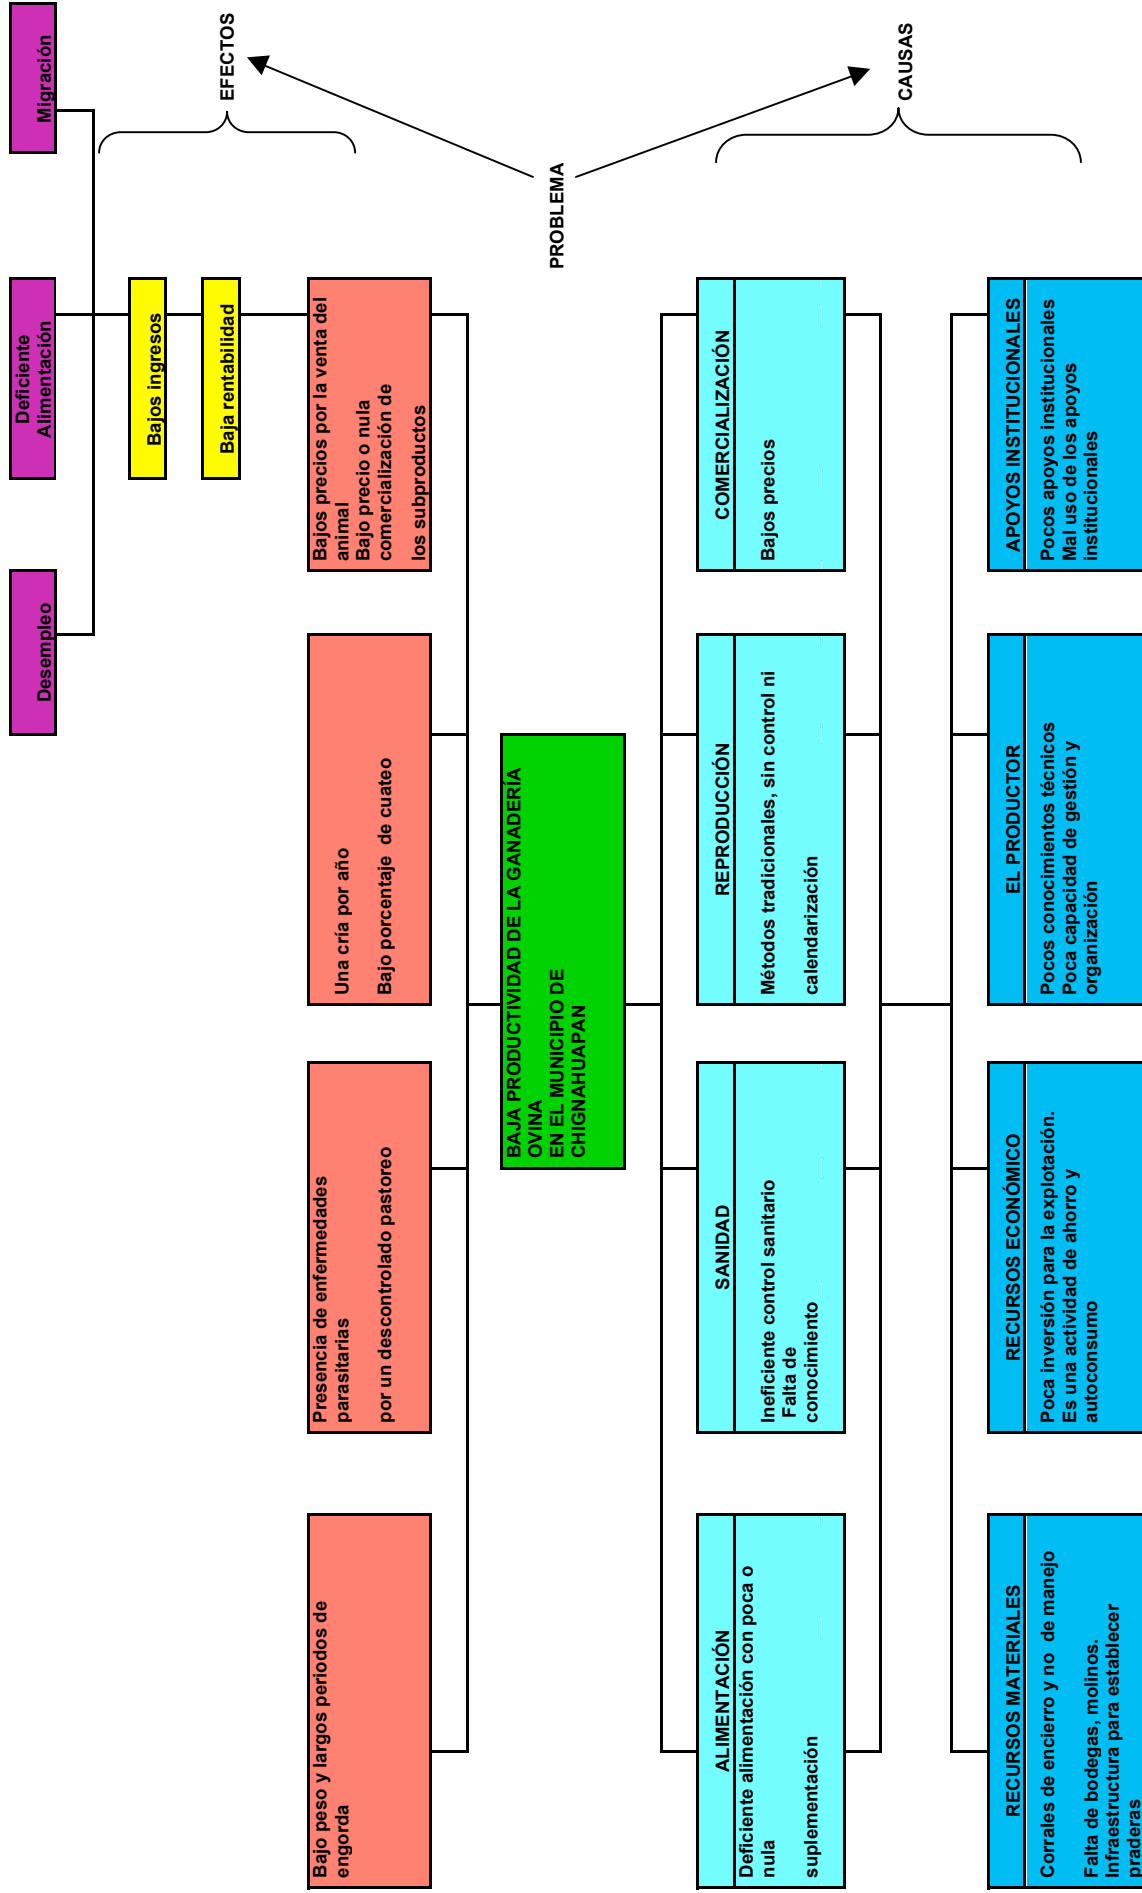 Desempleo
Deficiente
Alimentación
Migración
Bajos ingresos
EFECTOS
Baja rentabilidad
Bajo peso y largos periodos de
engorda
Presencia de enfermedades
parasitarias
por un descontrolado pastoreo
Una cría por año
Bajo porcentaje de cuateo
Bajos precios por la venta del
animal
Bajo precio o nula
comercialización de
los subproductos
BAJA PRODUCTIVIDAD DE LA GANADERÍA
OVINA
EN EL MUNICIPIO DE
CHIGNAHUAPAN
PROBLEMA
ALIMENTACIÓN
Deficiente alimentación con poca o
nula
suplementación
SANIDAD
Ineficiente control sanitario
Falta de
conocimiento
REPRODUCCIÓN
Métodos tradicionales, sin control ni
calendarización
COMERCIALIZACIÓN
Bajos precios
CAUSAS
RECURSOS MATERIALES
Corrales de encierro y no de manejo
Falta de bodegas, molinos.
Infraestructura para establecer
praderas
RECURSOS ECONÓMICO
Poca inversión para la explotación.
Es una actividad de ahorro y
autoconsumo
EL PRODUCTOR
Pocos conocimientos técnicos
Poca capacidad de gestión y
organización
APOYOS INSTITUCIONALES
Pocos apoyos institucionales
Mal uso de los apoyos
institucionales